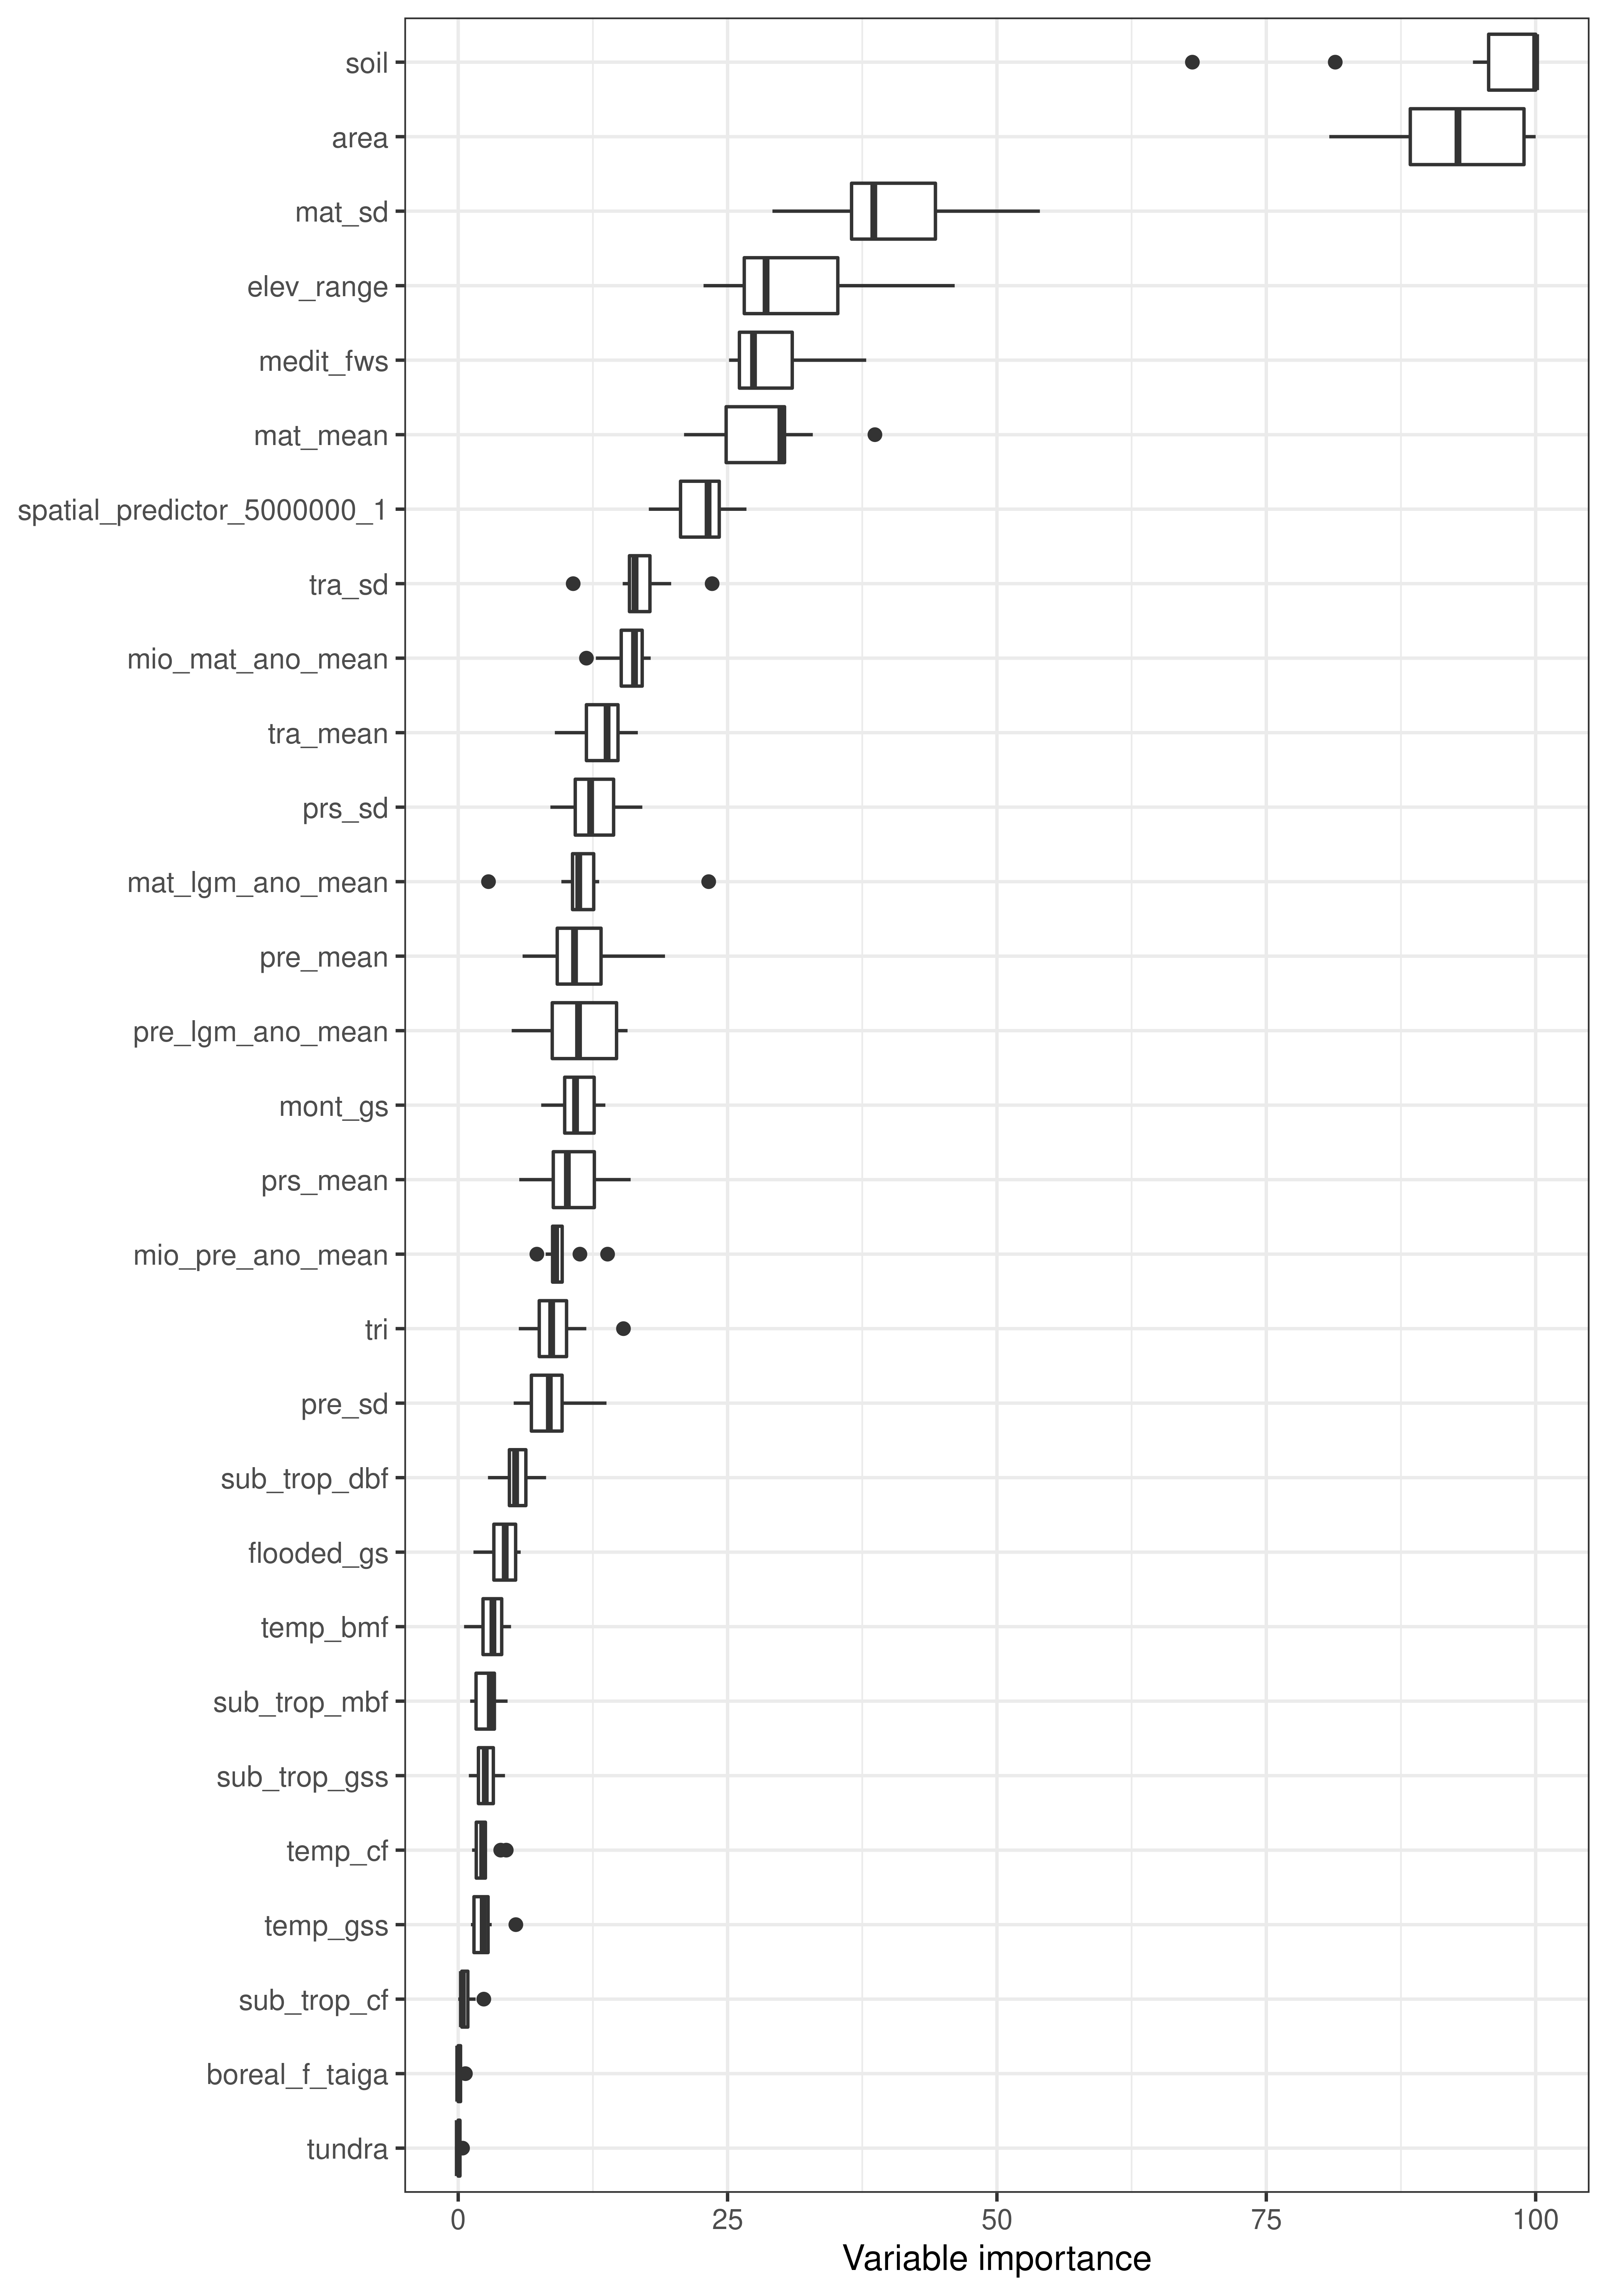 soil
area
mat_sd
elev_range
medit_fws
mat_mean
spatial_predictor_5000000_1
tra_sd
mio_mat_ano_mean
tra_mean
prs_sd
mat_lgm_ano_mean
pre_mean
pre_lgm_ano_mean
mont_gs
prs_mean
mio_pre_ano_mean
tri
pre_sd
sub_trop_dbf
flooded_gs
temp_bmf
sub_trop_mbf
sub_trop_gss
temp_cf
temp_gss
sub_trop_cf
boreal_f_taiga
tundra
0 25 50 75 100
Variable importance